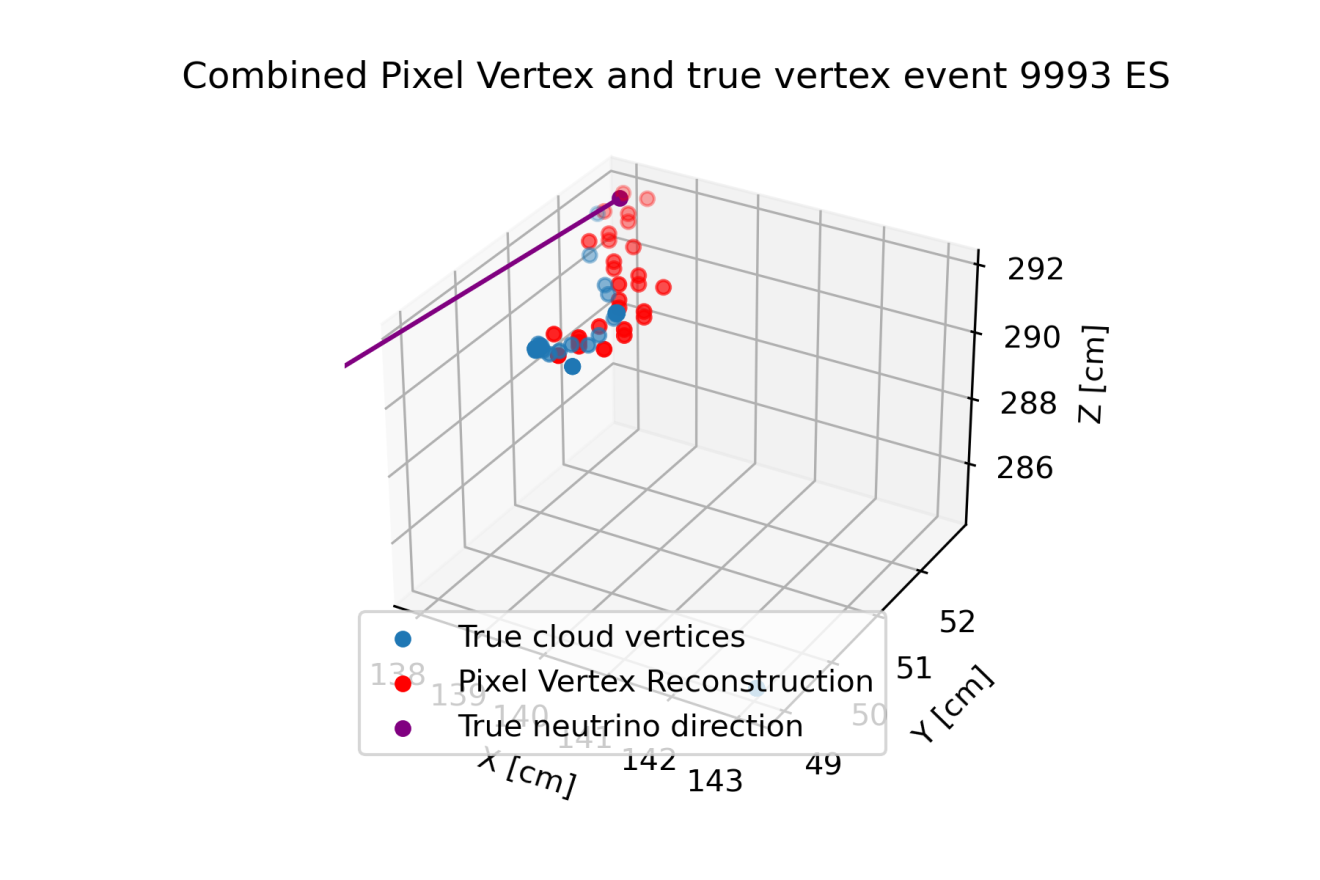 Combined Pixel Vertex and true vertex event 9993 ES
292
290
288
286
Z [cm]
52
51
50
49
Y [cm]
138
139
140
141
142
143
X [cm]
True cloud vertices
Pixel Vertex Reconstruction
True neutrino direction